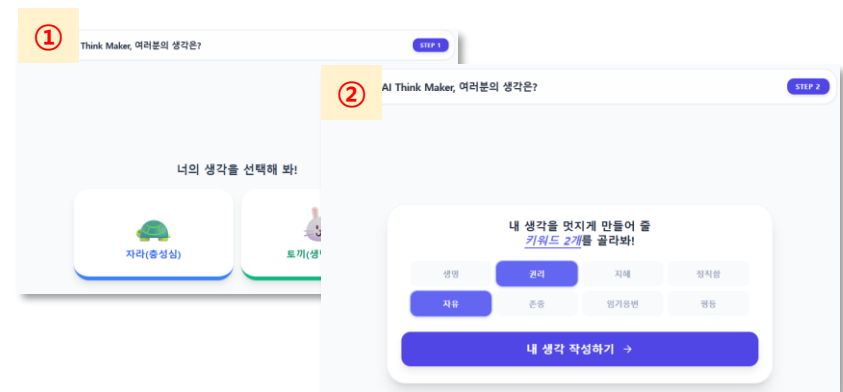 ①
Think Maker, 여러분의 생각은?
STEP 1
너의 생각을 선택해 봐!
자라(충성심)
토끼(생
②
AI Think Maker, 여러분의 생각은?
STEP 2
내 생각을 멋지게 만들어 줄
키워드 2개를 골라봐!
생명 권리 지혜 정직함
자유 존중 임기응변 평등
내 생각 작성하기 →